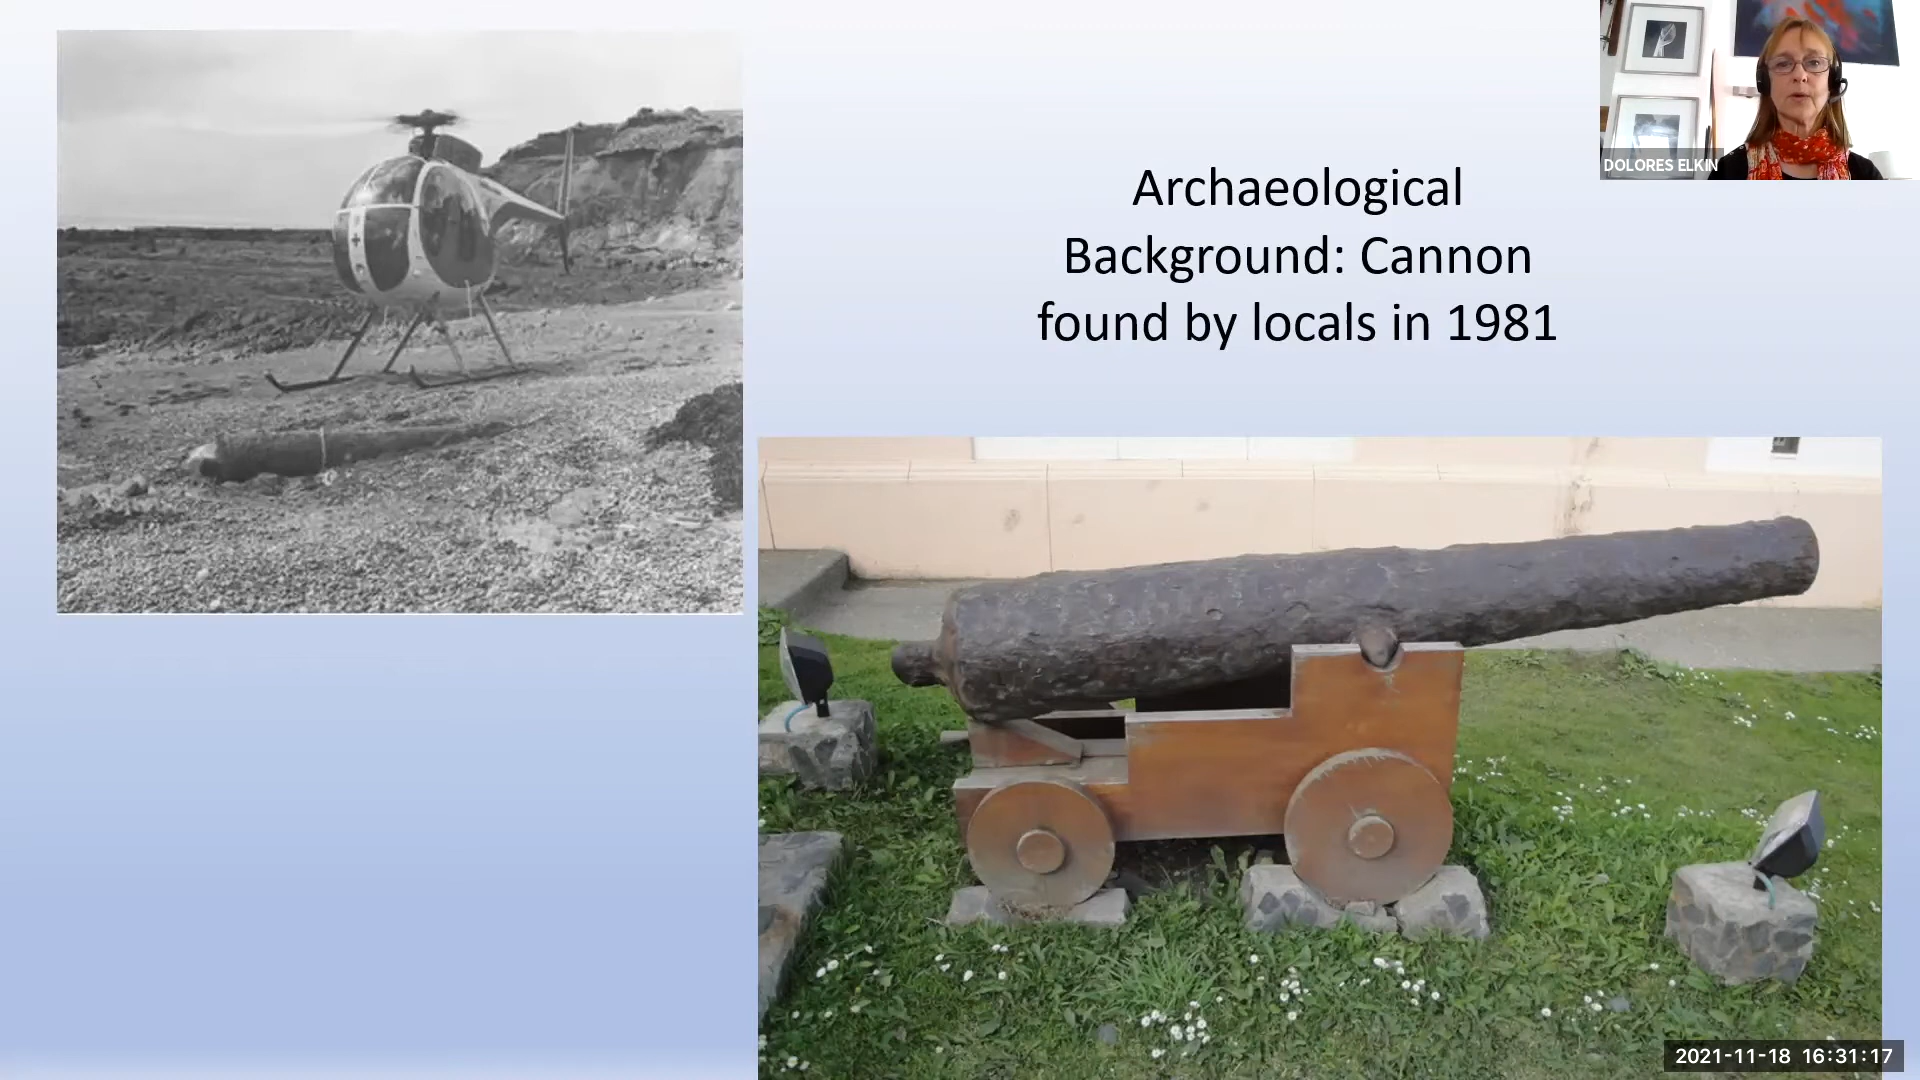 DOLORES ELKIN
Archaeological
Background: Cannon
found by locals in 1981
2021-11-18 16:31:17